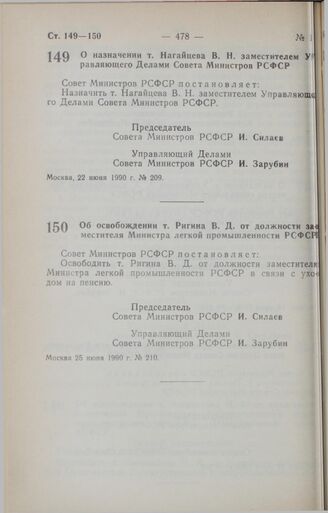 Ст. 149—150 — 478 — №
149 О назначении т. Нагайцева В. Н. заместителем
равляющего Делами Совета Министров РСФСР
Совет Министров РСФСР постановляет:
Назначить т. Нагайцева В. Н. заместителем Управляюще
го Делами Совета Министров РСФСР.
Председатель
Совета Министров РСФСР И. Силаев
Управляющий Делами
Совета Министров РСФСР И. Зарубин
Москва, 22 июня 1990 г. № 209.
150 Об освобождении т. Ригина В. Д. от должности за
местителя Министра легкой промышленности РСФСР
Совет Министров РСФСР постановляет:
Освободить т. Ригина В. Д. от должности заместителя
Министра легкой промышленности РСФСР в связи с ухо
дом на пенсию.
Председатель
Совета Министров РСФСР И. Силаев
Управляющий Делами
Совета Министров РСФСР И. Зарубин
Москва 25 июня 1990 г. № 210.